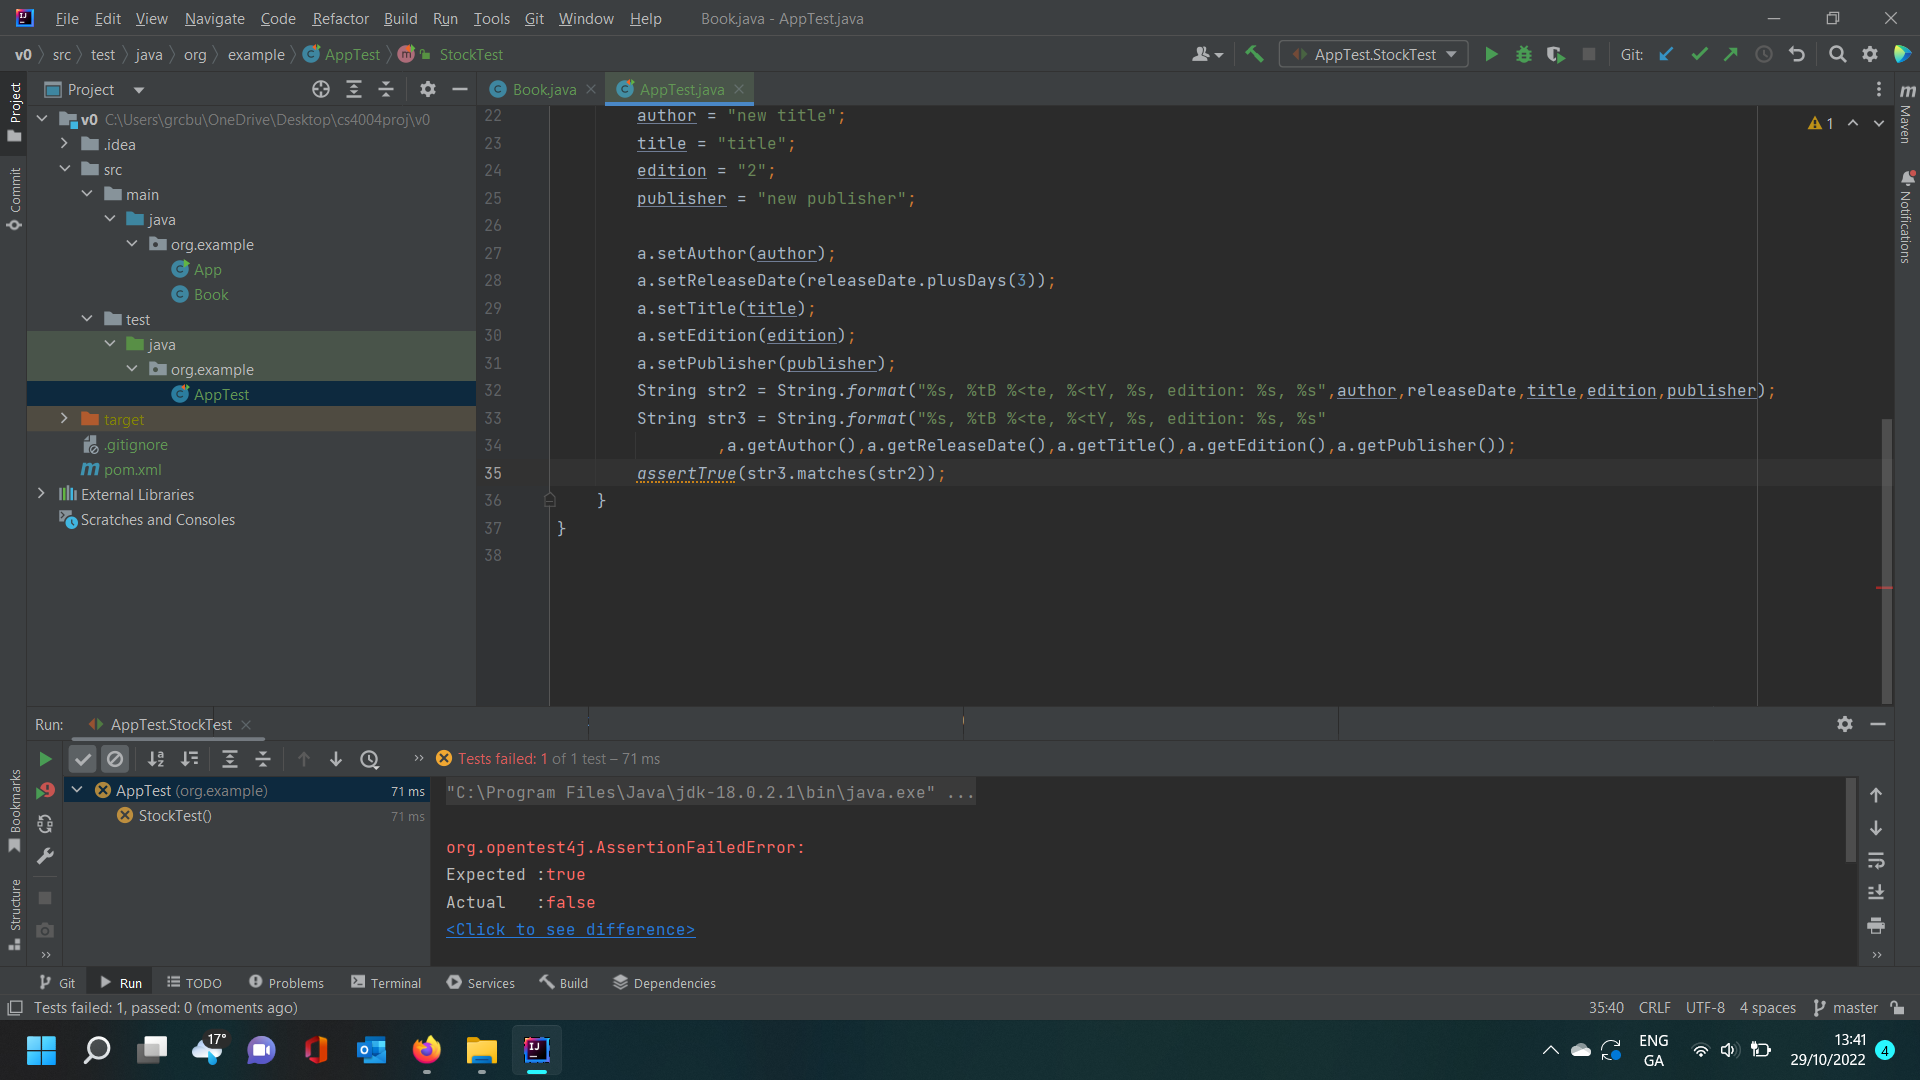 File Edit View Navigate Code Refactor Build Run Tools Git Window Help Book.java - AppTest.java
v0 src test java org example AppTest m StockTest AppTest.StockTest Git:
Project
Book.java AppTest.java
v0 C:\Users\grcbu\OneDrive\Desktop\cs4004proj\v0
.idea
src
main
java
org.example
App
Book
test
java
org.example
AppTest
target
.gitignore
pom.xml
External Libraries
Scratches and Consoles
Project
Commit
Bookmarks
Structure
Maven
Notifications
1
22 author = "new title";
23 title = "title";
24 edition = "2";
25 publisher = "new publisher";
26
27 a.setAuthor(author);
28 a.setReleaseDate(releaseDate.plusDays(3));
29 a.setTitle(title);
30 a.setEdition(edition);
31 a.setPublisher(publisher);
32 String str2 = String.format("%s, %tB %<te, %<tY, %s, edition: %s, %s",author,releaseDate,title,edition,publisher);
33 String str3 = String.format("%s, %tB %<te, %<tY, %s, edition: %s, %s"
34 ,a.getAuthor(),a.getReleaseDate(),a.getTitle(),a.getEdition(),a.getPublisher());
35 assertTrue(str3.matches(str2));
36 }
37 }
38
Run: AppTest.StockTest
Tests failed: 1 of 1 test – 71 ms
AppTest (org.example) 71 ms
StockTest() 71 ms
"C:\Program Files\Java\jdk-18.0.2.1\bin\java.exe" ...
org.opentest4j.AssertionFailedError:
Expected :true
Actual :false
<Click to see difference>
Git Run TODO Problems Terminal Services Build Dependencies
Tests failed: 1, passed: 0 (moments ago) 35:40 CRLF UTF-8 4 spaces master
17°
ENG
GA
13:41
29/10/2022
4